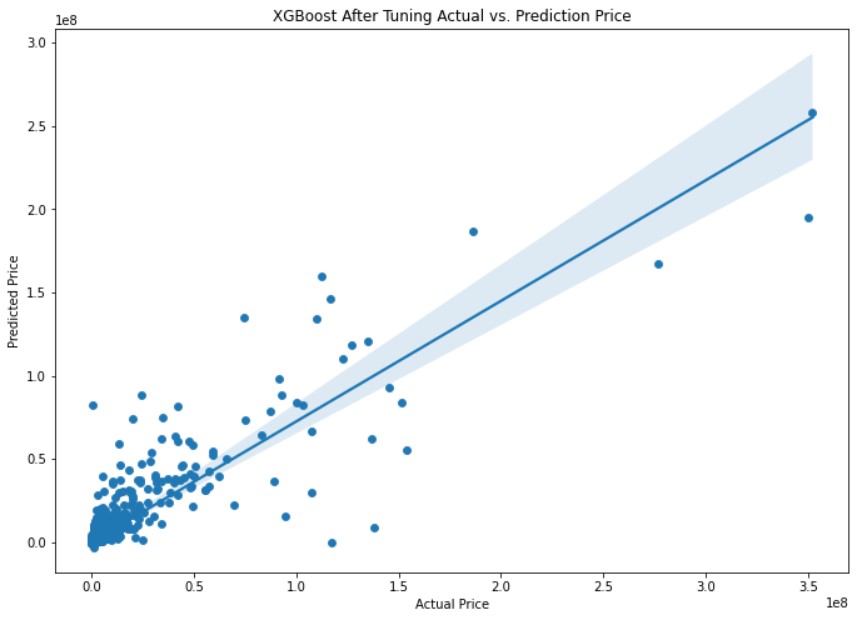 XGBoost After Tuning Actual vs. Prediction Price
1e8
3.0
2.5
2.0
1.5
1.0
0.5
0.0
Predicted Price
0.0 0.5 1.0 1.5 2.0 2.5 3.0 3.5
1e8
Actual Price